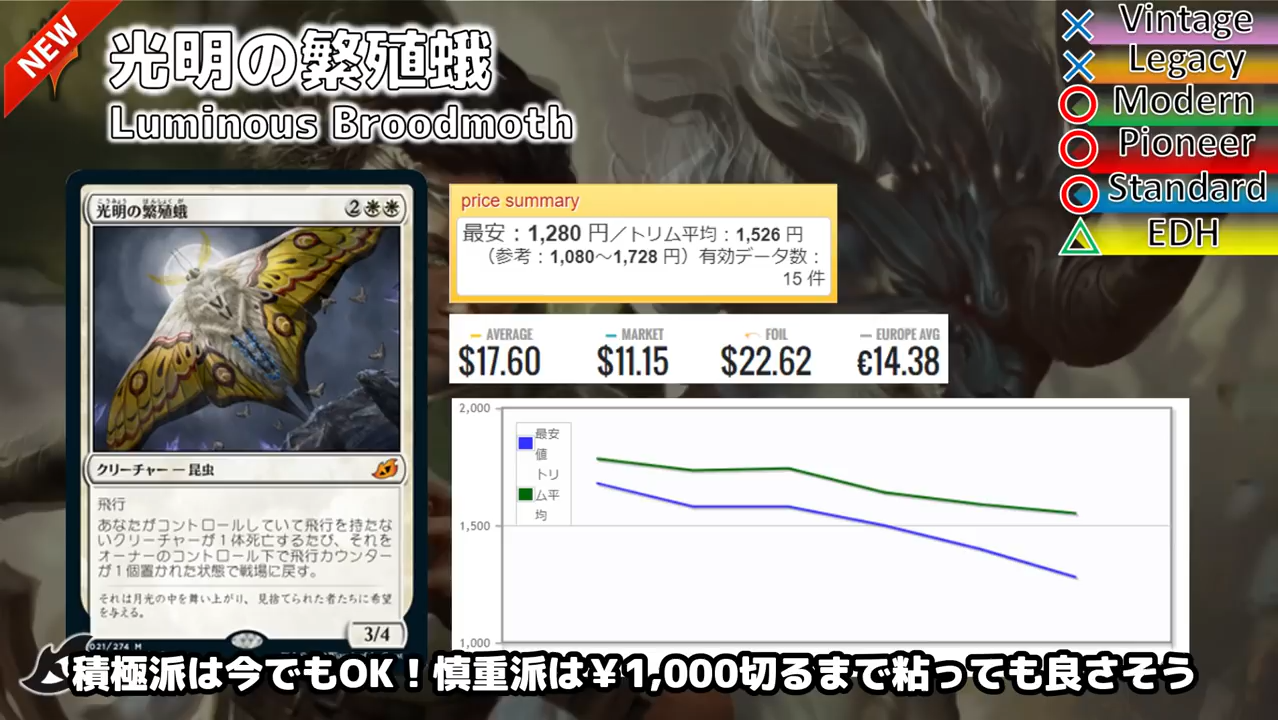 NEW
光明の繁殖蛾
Luminous Broodmoth
Vintage
Legacy
Modern
Pioneer
Standard
EDH
こうみょう はんしょく が
光明の繁殖蛾
2
クリーチャー — 昆虫
飛行
あなたがコントロールしていて飛行を持たな
いクリーチャーが1体死亡するたび、それを
オーナーのコントロール下で飛行カウンター
が1個置かれた状態で戦場に戻す。
それは月光の中を舞い上がり、見捨てられた者たちに希望
を与える。
3/4
021/274 M
price summary
最安：1,280 円／トリム平均：1,526 円
（参考：1,080～1,728 円）有効データ数：
15 件
AVERAGE
$17.60
MARKET
$11.15
FOIL
$22.62
EUROPE AVG
€14.38
2,000
1,500
1,000
最安
値
トリ
ム平
均
積極派は今でもOK！慎重派は￥1,000切るまで粘っても良さそう